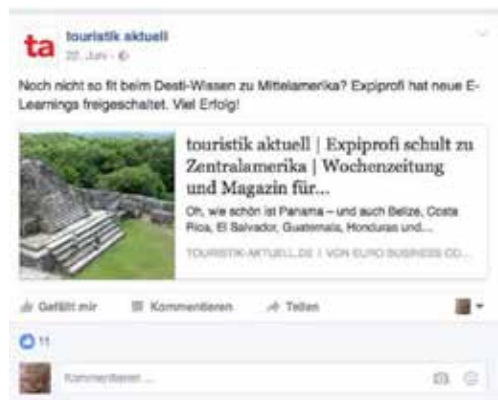 ta
touristik aktuell
22. Juni
Noch nicht so fit beim Desti-Wissen zu Mittelamerika? Expiprofi hat neue E-
Learnings freigeschaltet. Viel Erfolg!
touristik aktuell | Expiprofi schult zu
Zentralamerika | Wochenzeitung
und Magazin für...
Oh, wie schön ist Panama – und auch Belize, Costa
Rica, El Salvador, Guatemala, Honduras und...
TOURISTIK-AKTUELL.DE | VON EURO BUSINESS CO...
Gefällt mir Kommentieren Teilen
11
Kommentieren ...